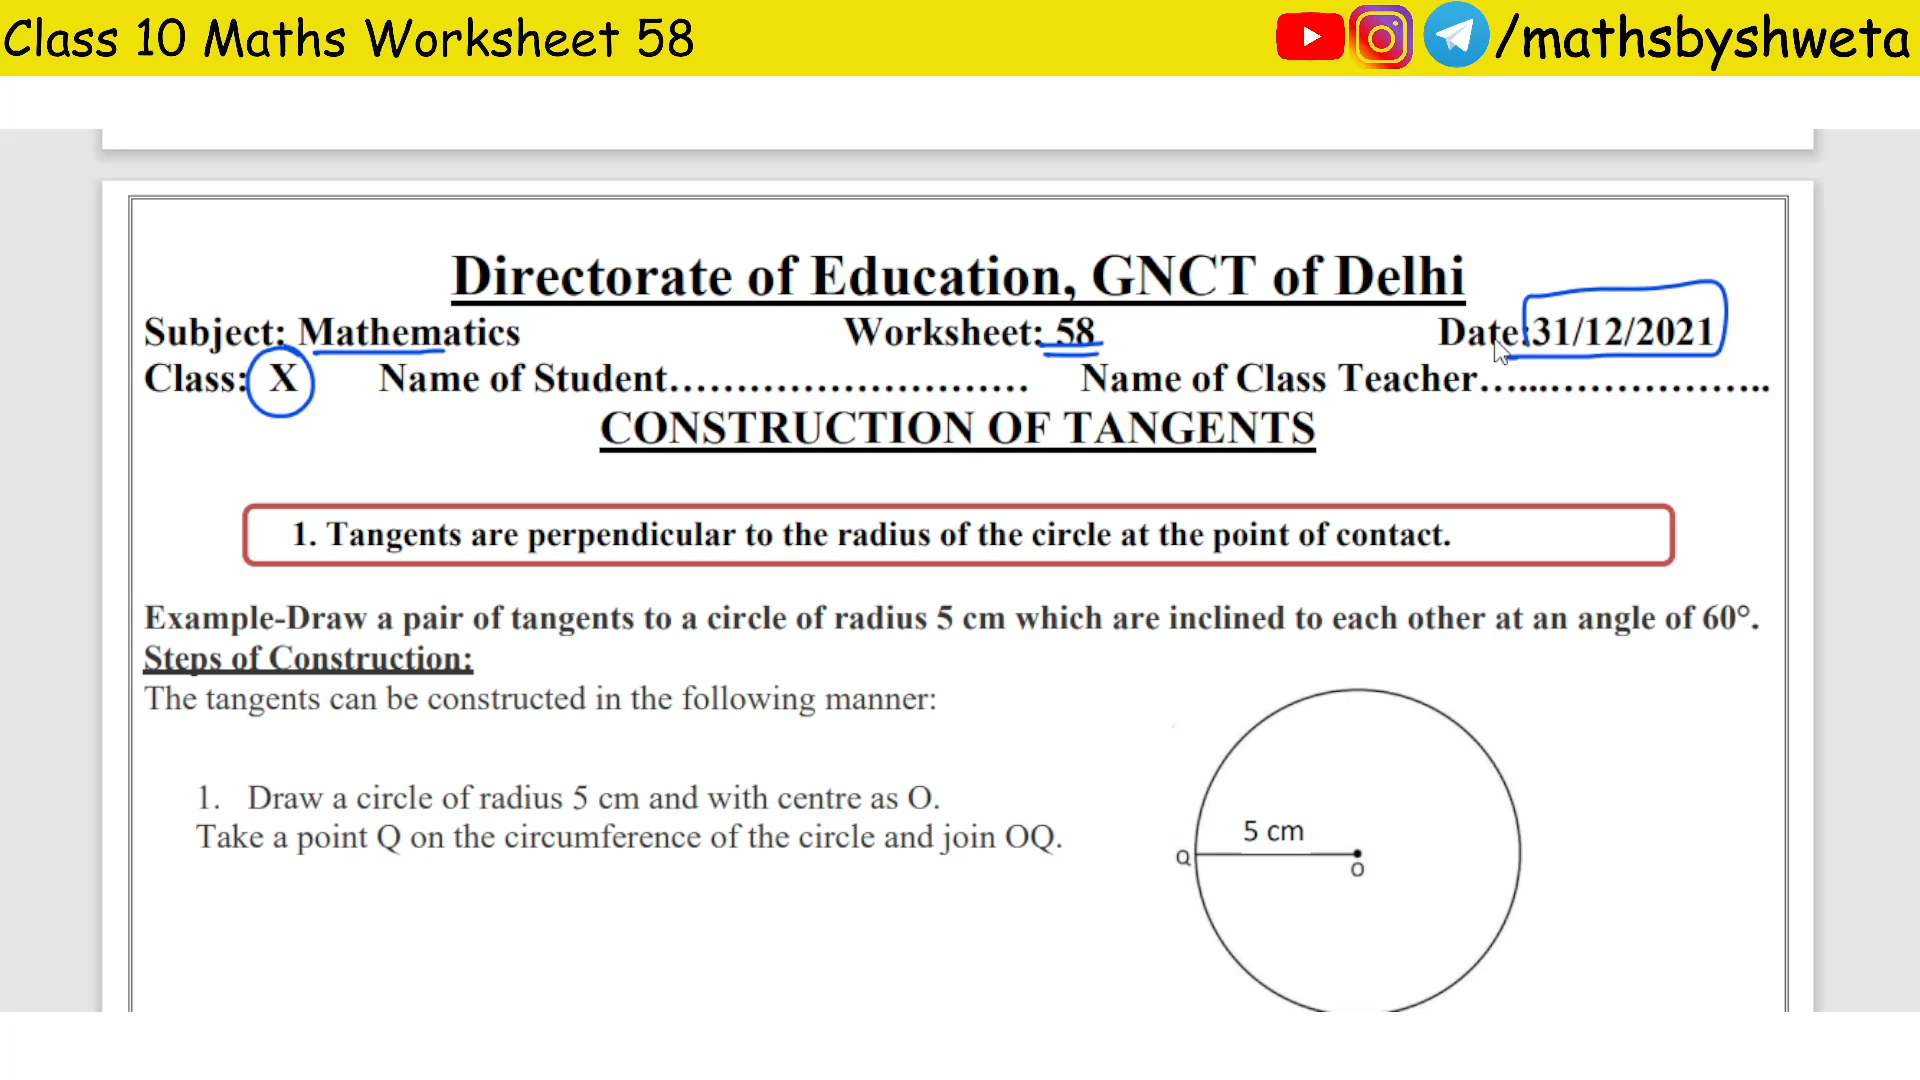 Class 10 Maths Worksheet 58
/mathsbyshweta
Directorate of Education, GNCT of Delhi
Subject: Mathematics Worksheet: 58 Date:31/12/2021
Class: X Name of Student........................... Name of Class Teacher.........................
CONSTRUCTION OF TANGENTS
1. Tangents are perpendicular to the radius of the circle at the point of contact.
Example-Draw a pair of tangents to a circle of radius 5 cm which are inclined to each other at an angle of 60°.
Steps of Construction:
The tangents can be constructed in the following manner:
1. Draw a circle of radius 5 cm and with centre as O.
Take a point Q on the circumference of the circle and join OQ.
5 cm
Q
O